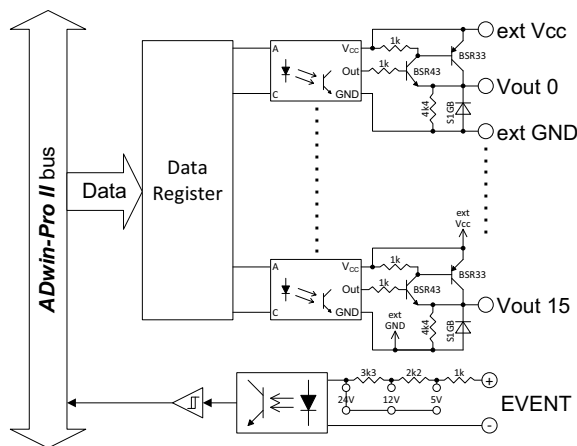 ADwin-Pro II bus
Data
Data
Register
A
C
VCC
Out
GND
1k
1k
BSR43
BSR33
4k4
S1GB
ext Vcc
Vout 0
ext GND
A
C
VCC
Out
GND
1k
1k
BSR43
BSR33
4k4
S1GB
ext
Vcc
ext
GND
Vout 15
3k3
2k2
1k
24V
12V
5V
+
-
EVENT